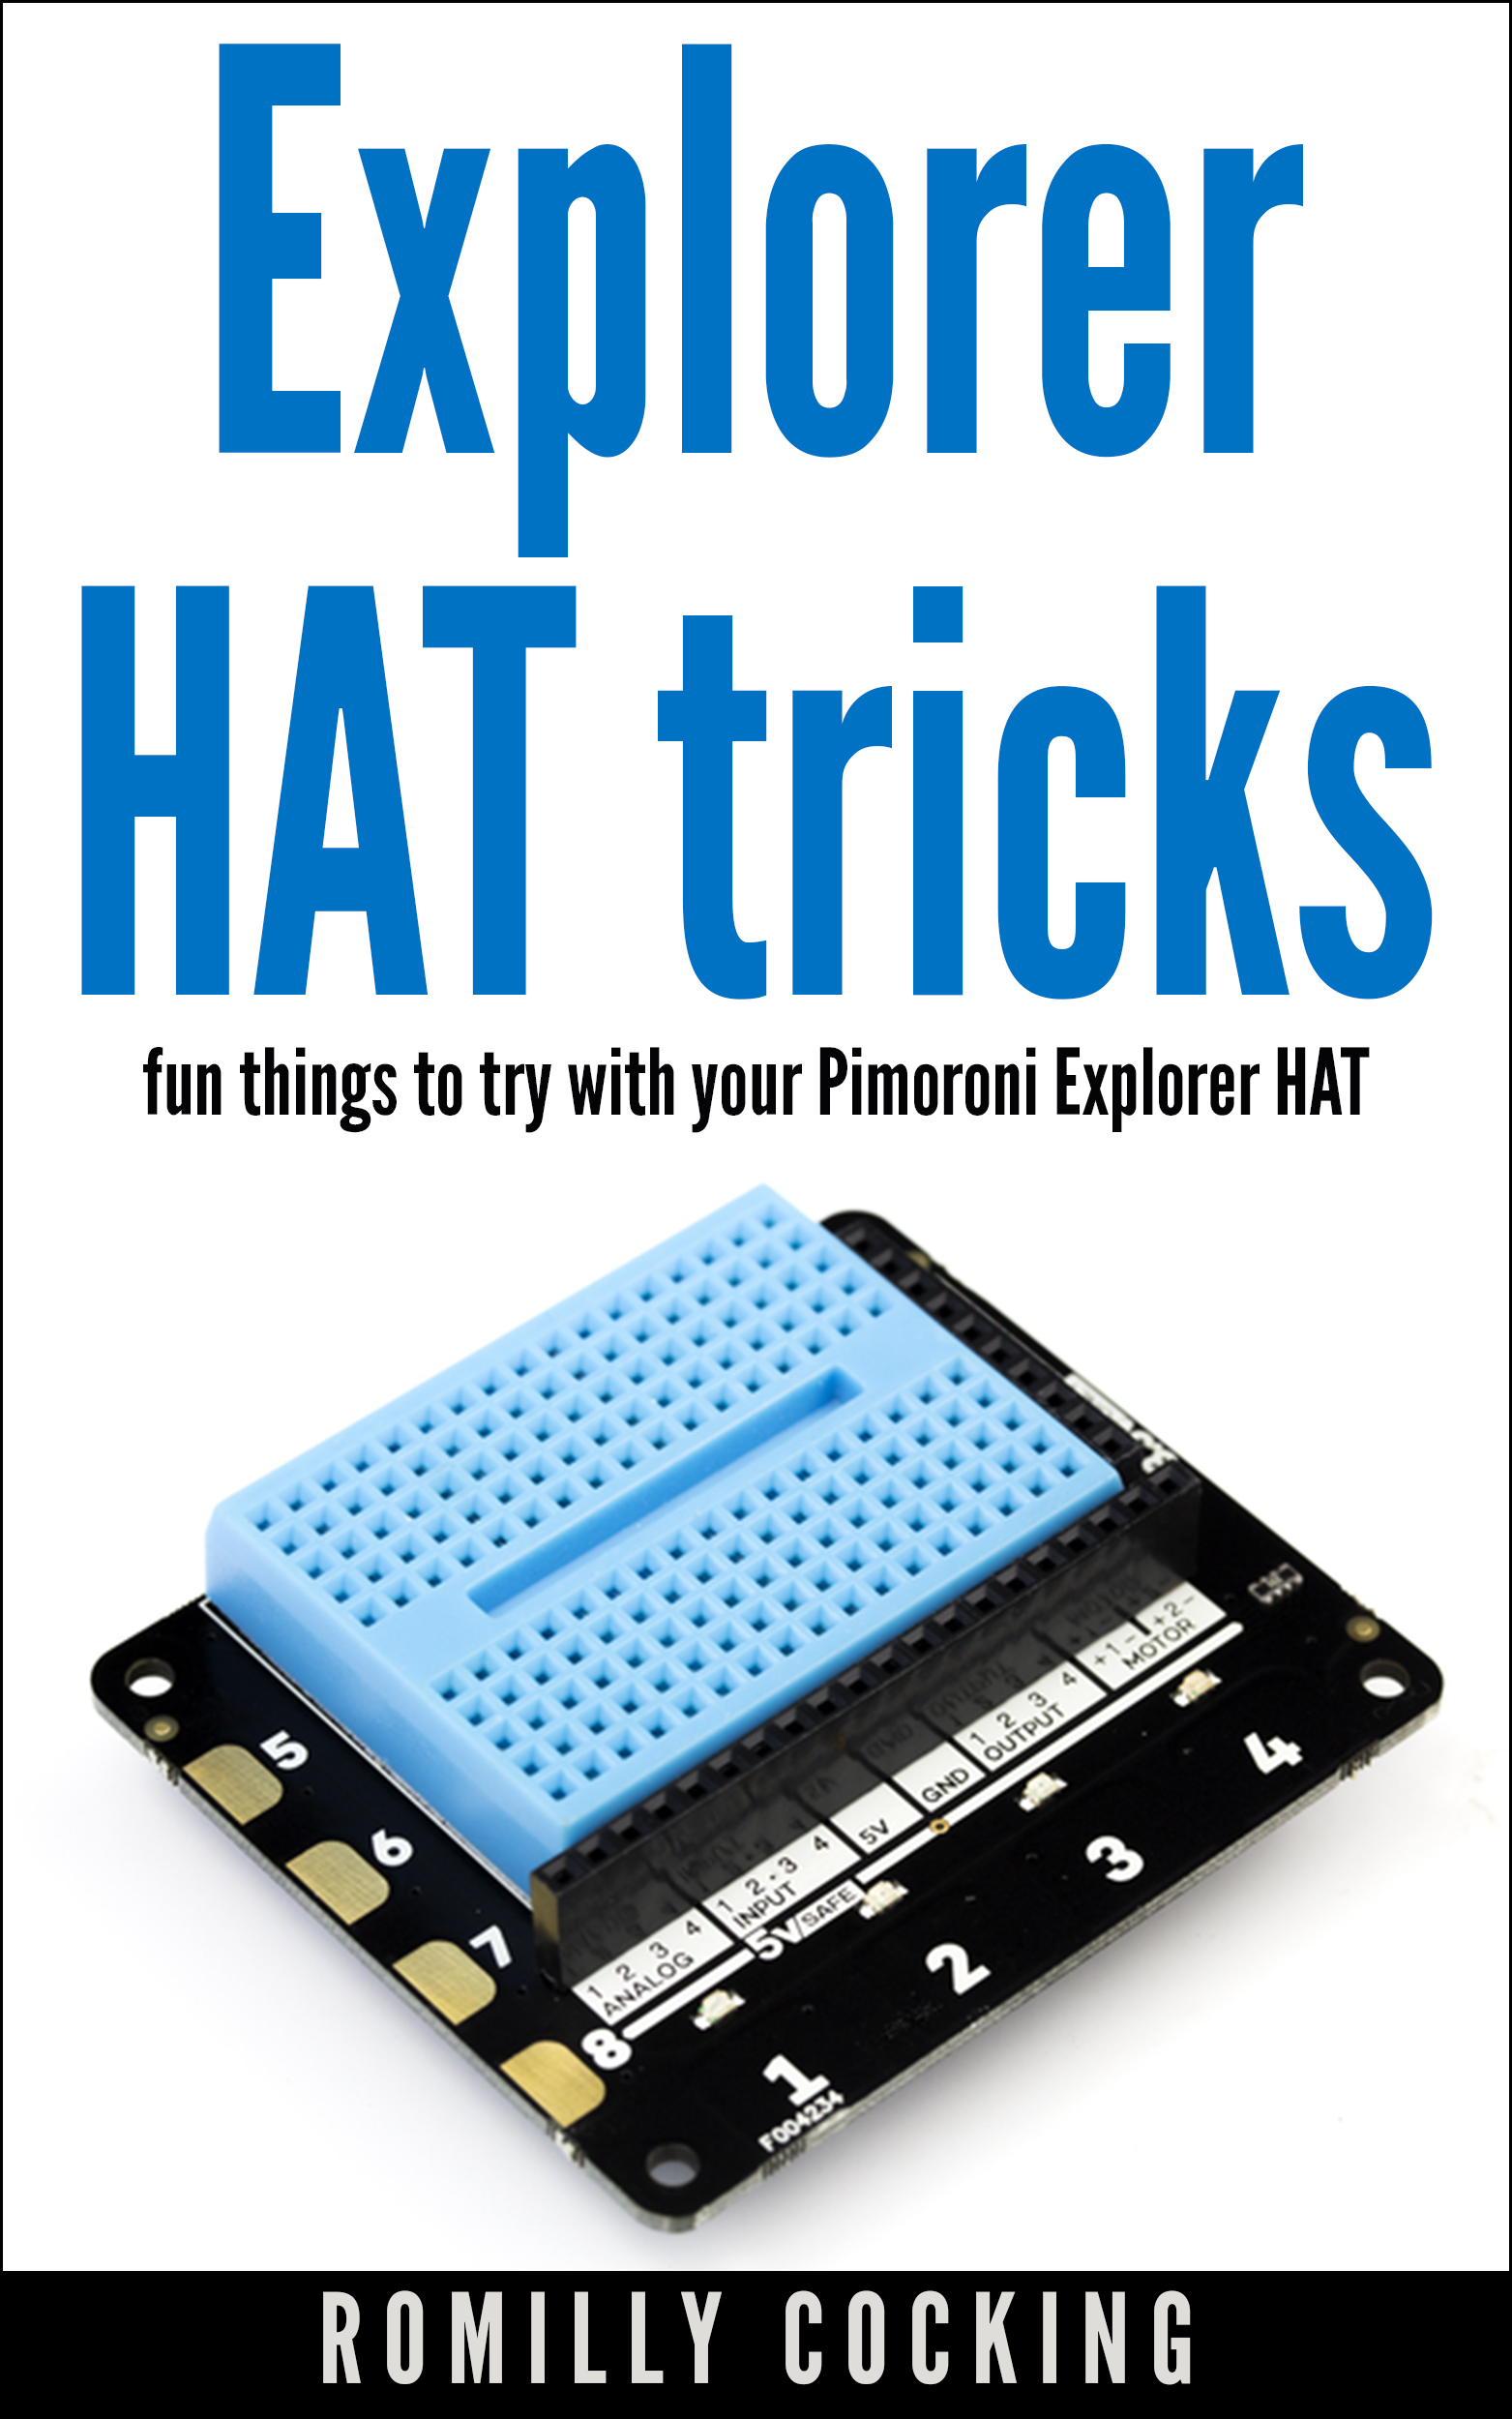 Explorer
HAT tricks
fun things to try with your Pimoroni Explorer HAT
5
6
7
8
1 2 3 4
ANALOG
1 2 - 3 4
INPUT
5V
GND
1 2 3 4
OUTPUT
+ 1 - + 2 -
MOTOR
5V/SAFE
1
2
3
4
F004234
ROMILLY COCKING